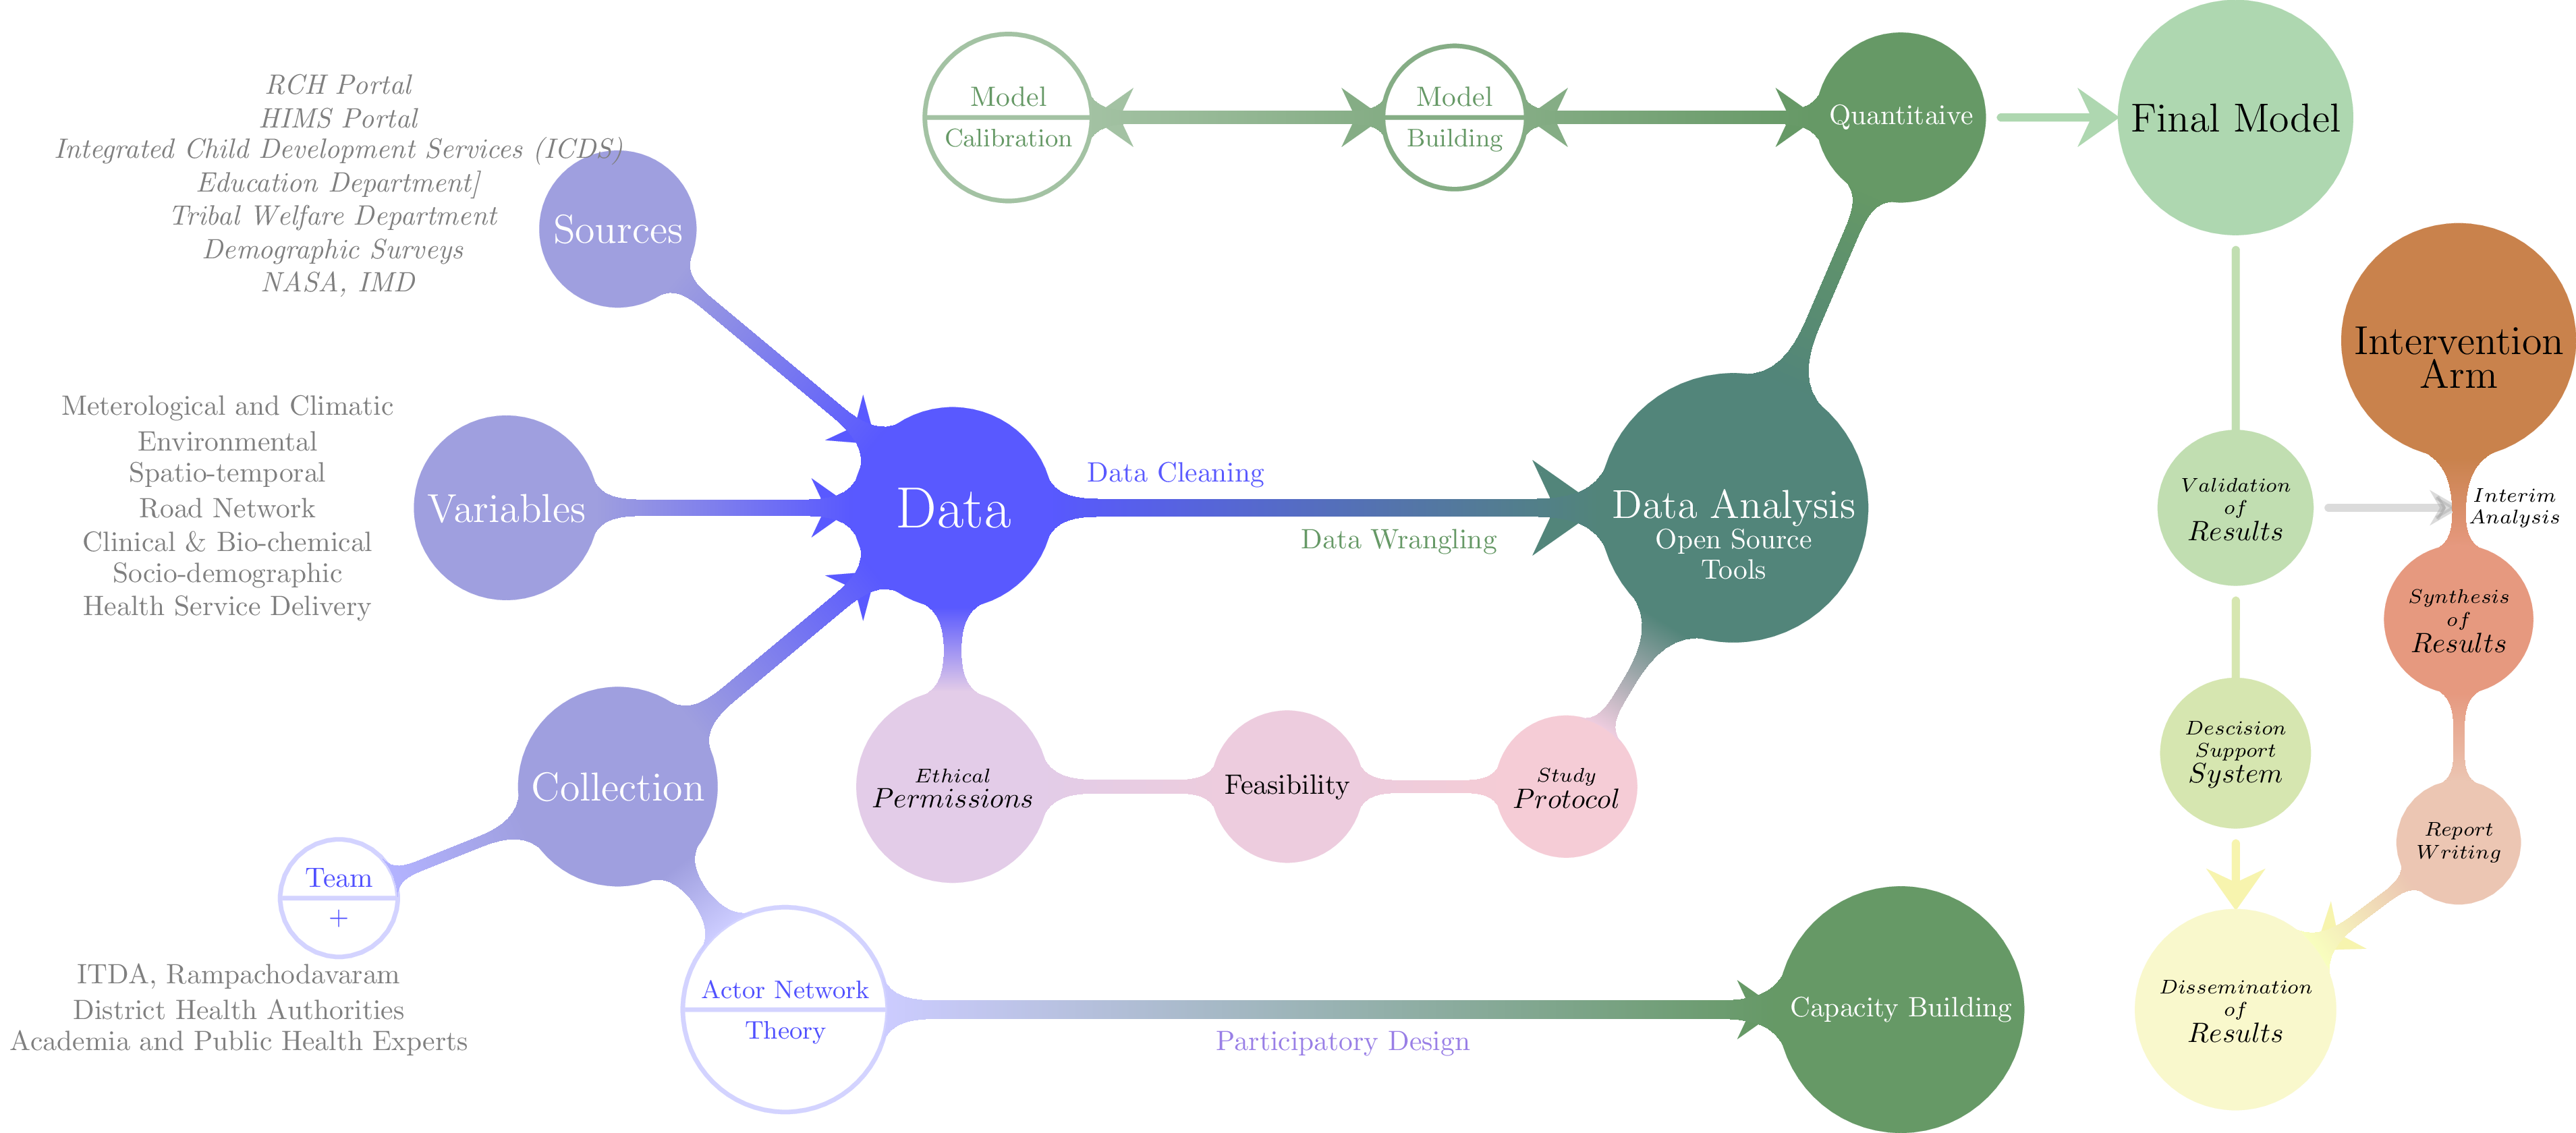 RCH Portal
HIMS Portal
Integrated Child Development Services (ICDS)
Education Department]
Tribal Welfare Department
Demographic Surveys
NASA, IMD
Sources
Model
Calibration
Model
Building
Quantitaive
Final Model
Intervention
Arm
Meterological and Climatic
Environmental
Spatio-temporal
Road Network
Clinical & Bio-chemical
Socio-demographic
Health Service Delivery
Variables
Data
Data Cleaning
Data Wrangling
Data Analysis
Open Source
Tools
Validation
of
Results
Interim
Analysis
Synthesis
of
Results
Collection
Ethical
Permissions
Feasibility
Study
Protocol
Descision
Support
System
Report
Writing
Team
+
ITDA, Rampachodavaram
District Health Authorities
Academia and Public Health Experts
Actor Network
Theory
Participatory Design
Capacity Building
Dissemination
of
Results